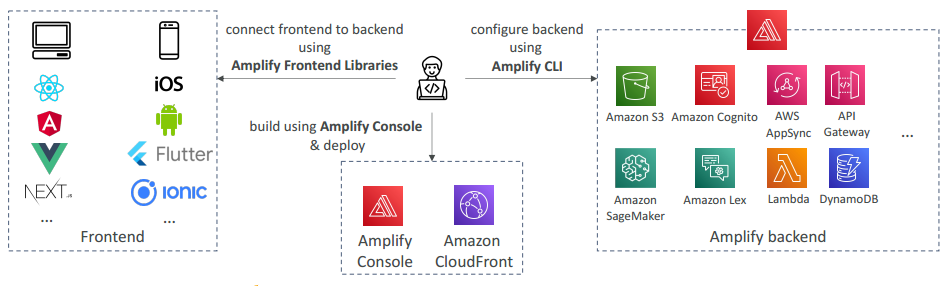 connect frontend to backend
using
Amplify Frontend Libraries
configure backend
using
Amplify CLI
iOS
Flutter
NEXT.JS
ionic
...
...
Frontend
build using Amplify Console
& deploy
Amplify
Console
Amazon
CloudFront
Amazon S3
Amazon Cognito
AWS
AppSync
API
Gateway
...
Amazon
SageMaker
Amazon Lex
Lambda
DynamoDB
Amplify backend